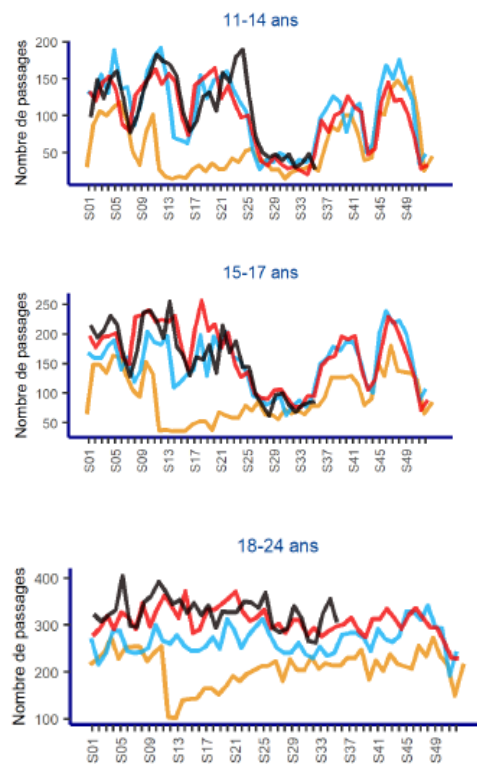 11-14 ans
Nombre de passages
200
150
100
50
S01 S05 S09 S13 S17 S21 S25 S29 S33 S37 S41 S45 S49
15-17 ans
Nombre de passages
250
200
150
100
50
S01 S05 S09 S13 S17 S21 S25 S29 S33 S37 S41 S45 S49
18-24 ans
Nombre de passages
400
300
200
100
S01 S05 S09 S13 S17 S21 S25 S29 S33 S37 S41 S45 S49